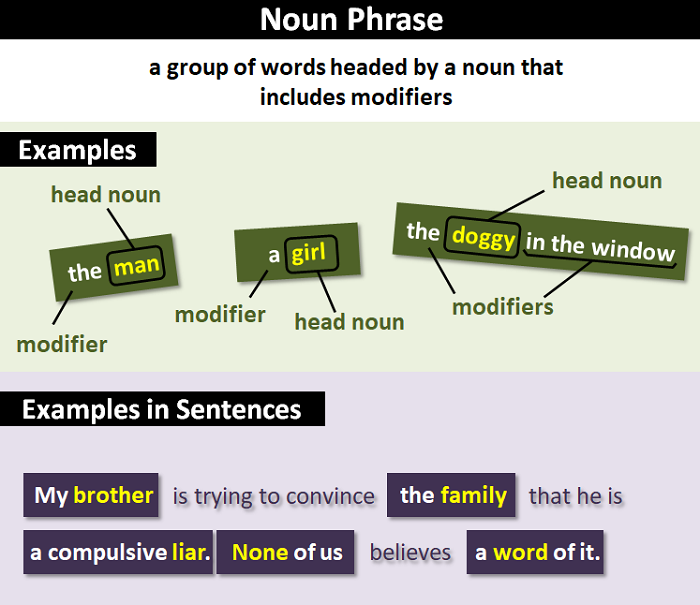 Noun Phrase
a group of words headed by a noun that
includes modifiers
Examples
head noun
the man
modifier
a girl
modifier
head noun
head noun
the doggy in the window
modifiers
Examples in Sentences
My brother is trying to convince the family that he is
a compulsive liar. None of us believes a word of it.